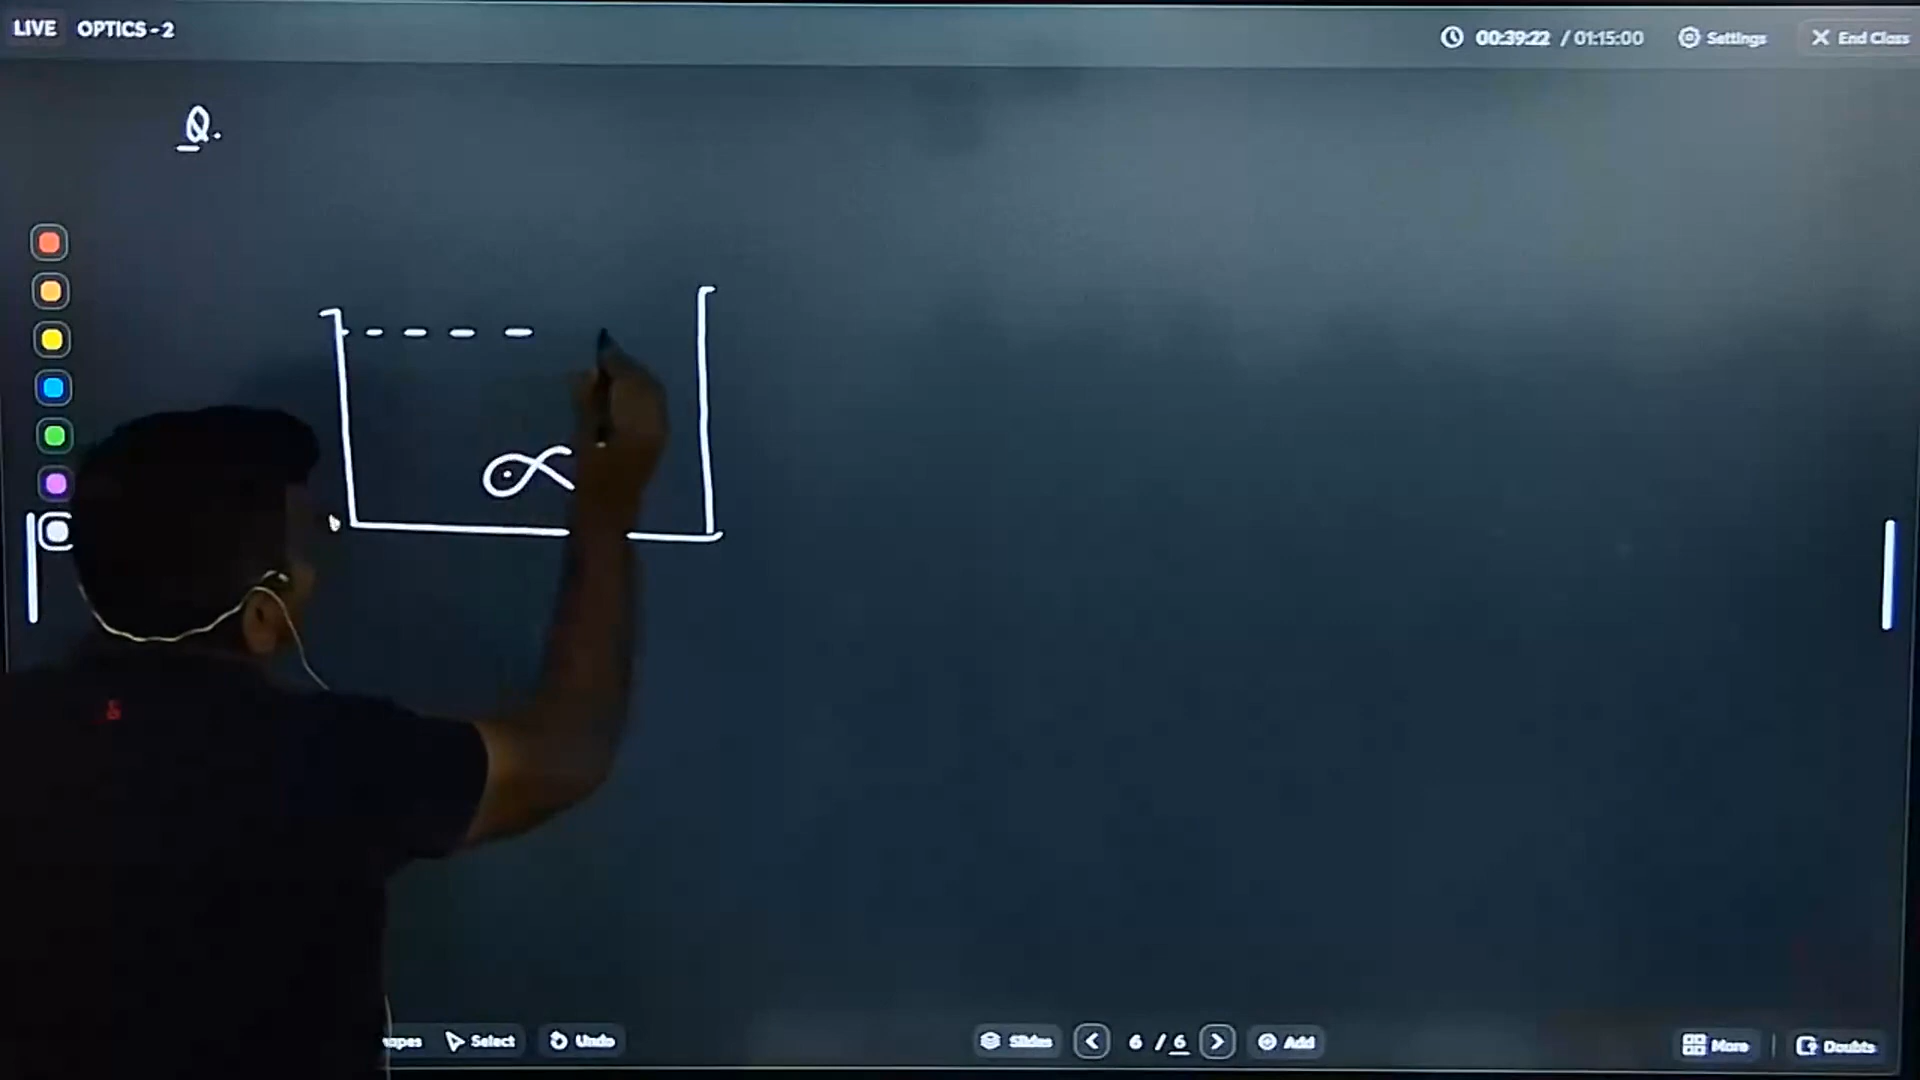 LIVE OPTICS - 2 00:39:22 / 01:15:00 Settings End Class
Q.
Select Undo Slides 6 / 6 Add More Doubts